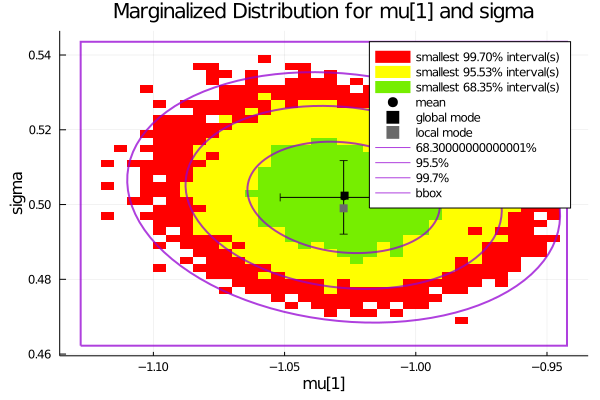 Marginalized Distribution for mu[1] and sigma
0.54
0.52
0.50
0.48
0.46
sigma
smallest 99.70% interval(s)
smallest 95.53% interval(s)
smallest 68.35% interval(s)
mean
global mode
local mode
68.30000000000001%
95.5%
99.7%
bbox
−1.10
−1.05
−1.00
−0.95
mu[1]